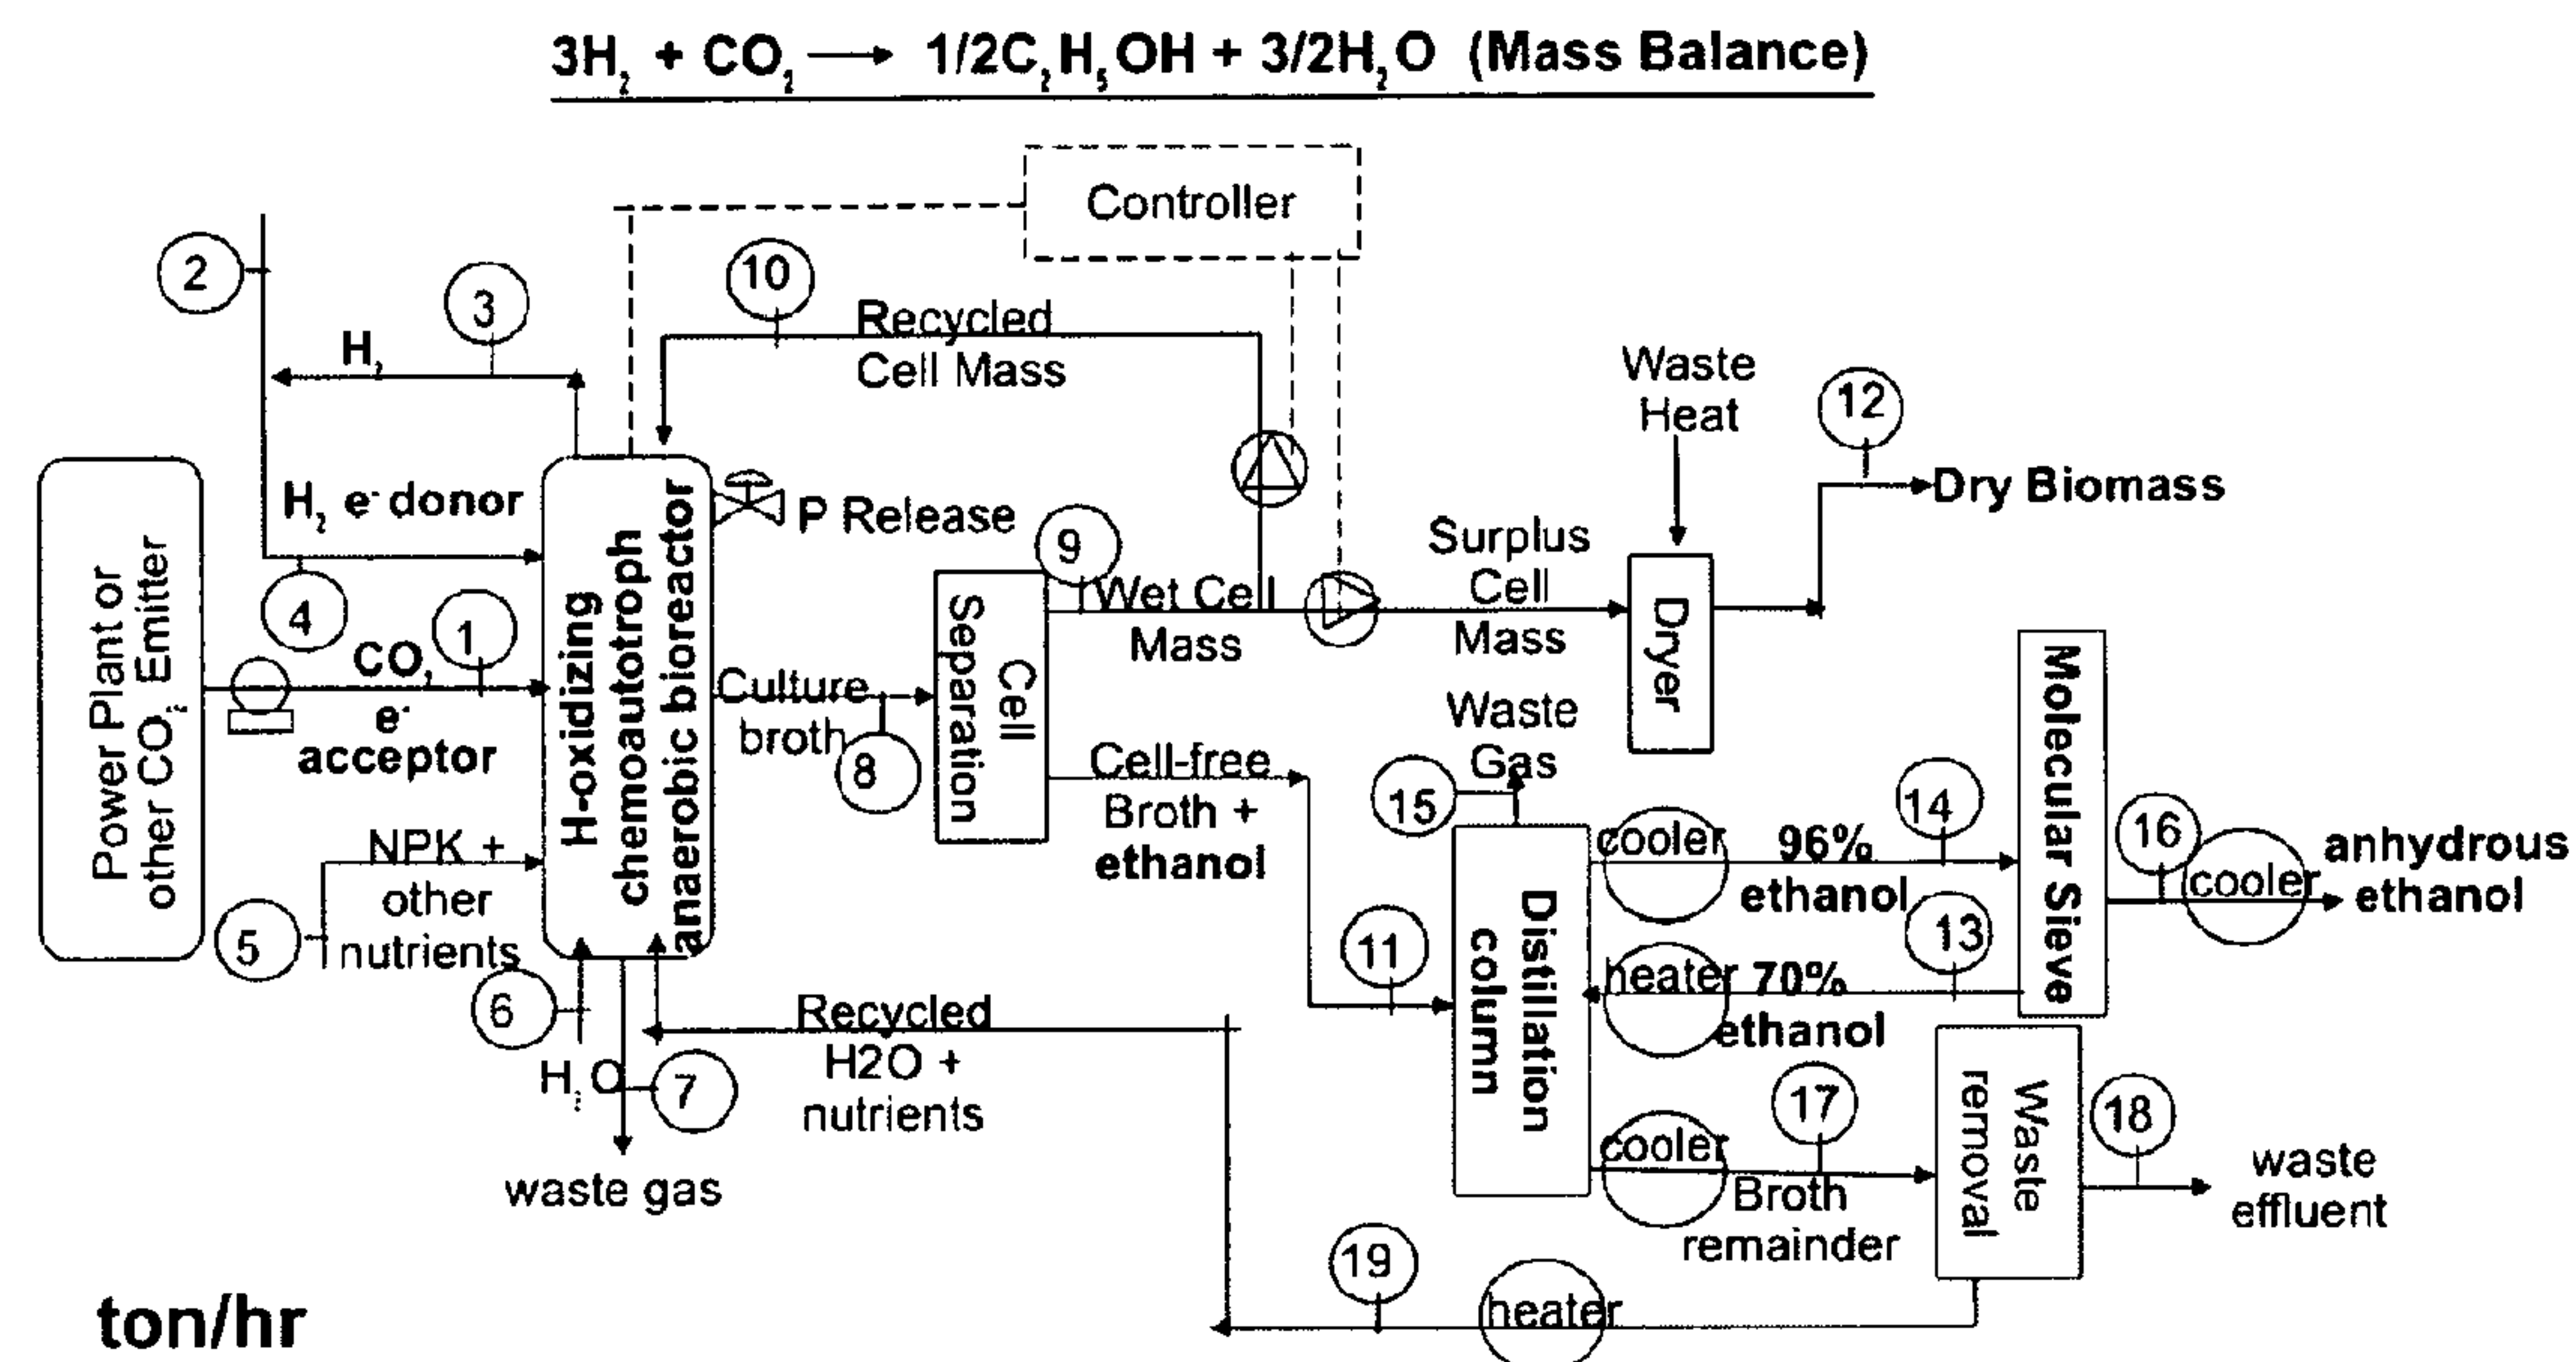 3H₂ + CO₂ → 1/2C₂H₅OH + 3/2H₂O (Mass Balance)
Controller
2
3
10
H₂
Recycled
Cell Mass
Waste
Heat
12
Dry Biomass
Power Plant or
other CO₂ Emitter
H₂ e⁻ donor
4
1
CO₂
e⁻
acceptor
NPK +
other
nutrients
5
H-oxidizing
chemoautotroph
anaerobic bioreactor
P Release
6
H₂O
7
waste gas
Culture
broth
8
Cell
Separation
9
Wet Cell
Mass
Surplus
Cell
Mass
Dryer
Cell-free
Broth +
ethanol
11
Recycled
H2O +
nutrients
Waste
Gas
15
Distillation
column
cooler
96%
ethanol
14
heater
70%
ethanol
13
Molecular Sieve
16
cooler
anhydrous
ethanol
cooler
17
Broth
remainder
Waste
removal
18
waste
effluent
19
heater
ton/hr